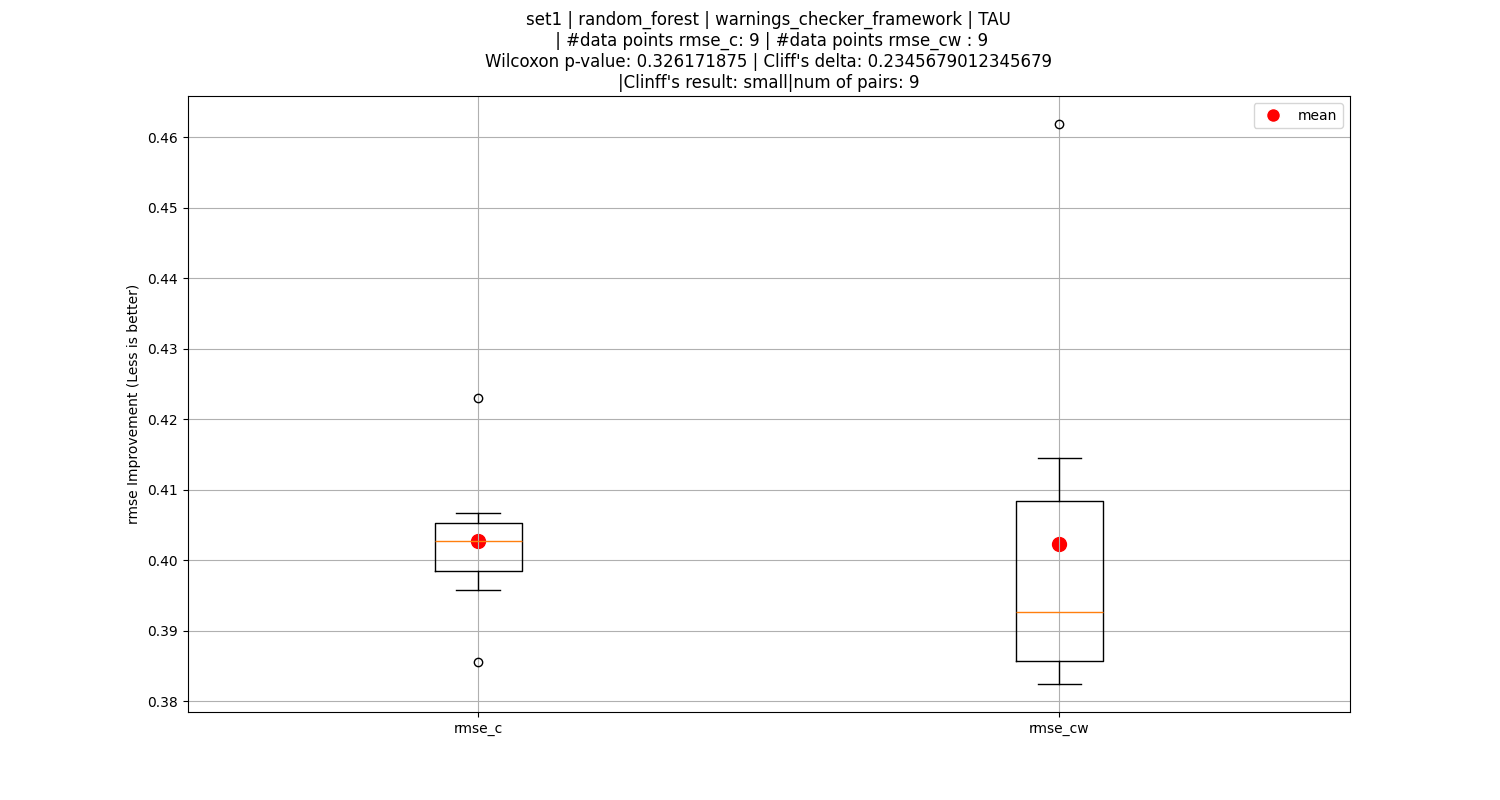 set1 | random_forest | warnings_checker_framework | TAU
| #data points rmse_c: 9 | #data points rmse_cw : 9
Wilcoxon p-value: 0.326171875 | Cliff's delta: 0.2345679012345679
|Clinff's result: small|num of pairs: 9
mean
rmse Improvement (Less is better)
0.46
0.45
0.44
0.43
0.42
0.41
0.40
0.39
0.38
rmse_c
rmse_cw